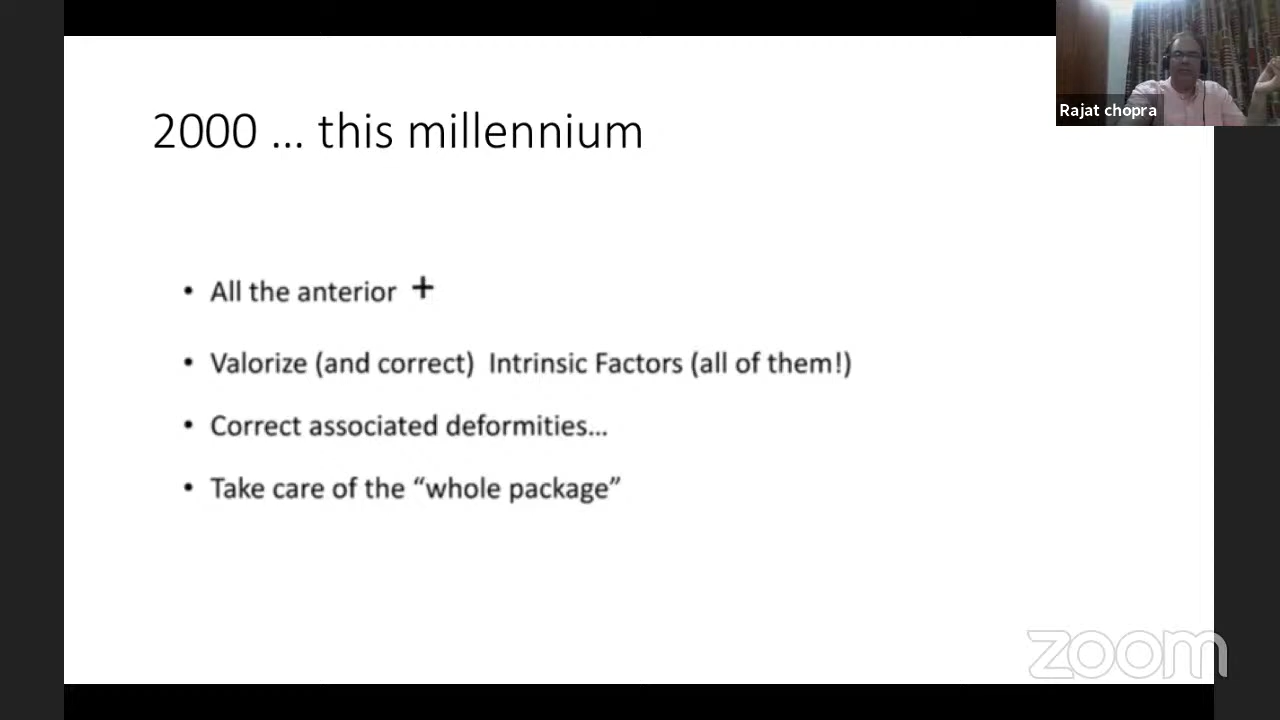 Rajat chopra
2000 ... this millennium
• All the anterior +
• Valorize (and correct)  Intrinsic Factors (all of them!)
• Correct associated deformities...
• Take care of the “whole package”
zoom